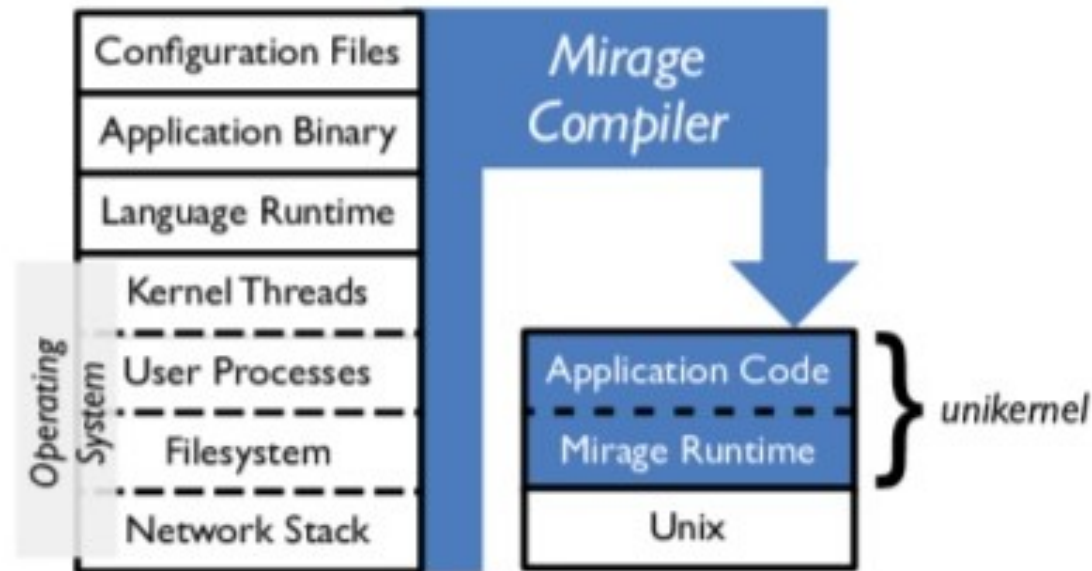 Configuration Files
Application Binary
Language Runtime
Kernel Threads
User Processes
Filesystem
Network Stack
Operating
System
Mirage
Compiler
Application Code
Mirage Runtime
Unix
unikernel